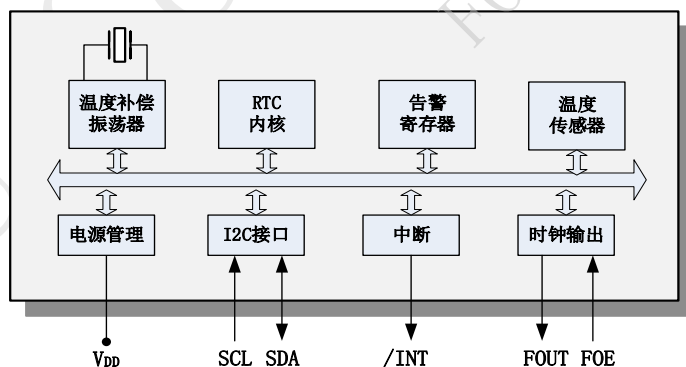 温度补偿
振荡器
RTC
内核
告警
寄存器
温度
传感器
电源管理
I2C接口
中断
时钟输出
VDD
SCL SDA
/INT
FOUT FOE